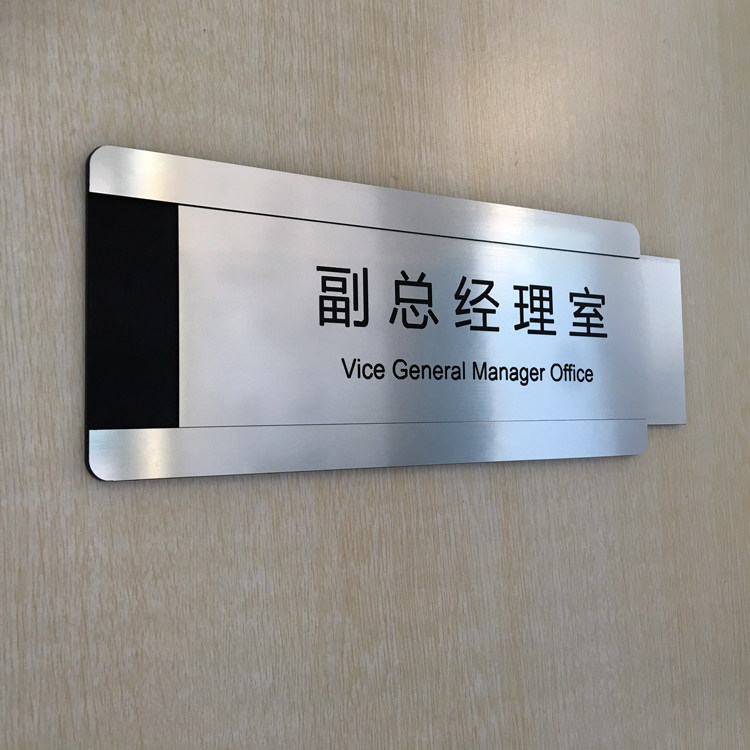 副总经理室
Vice General Manager Office